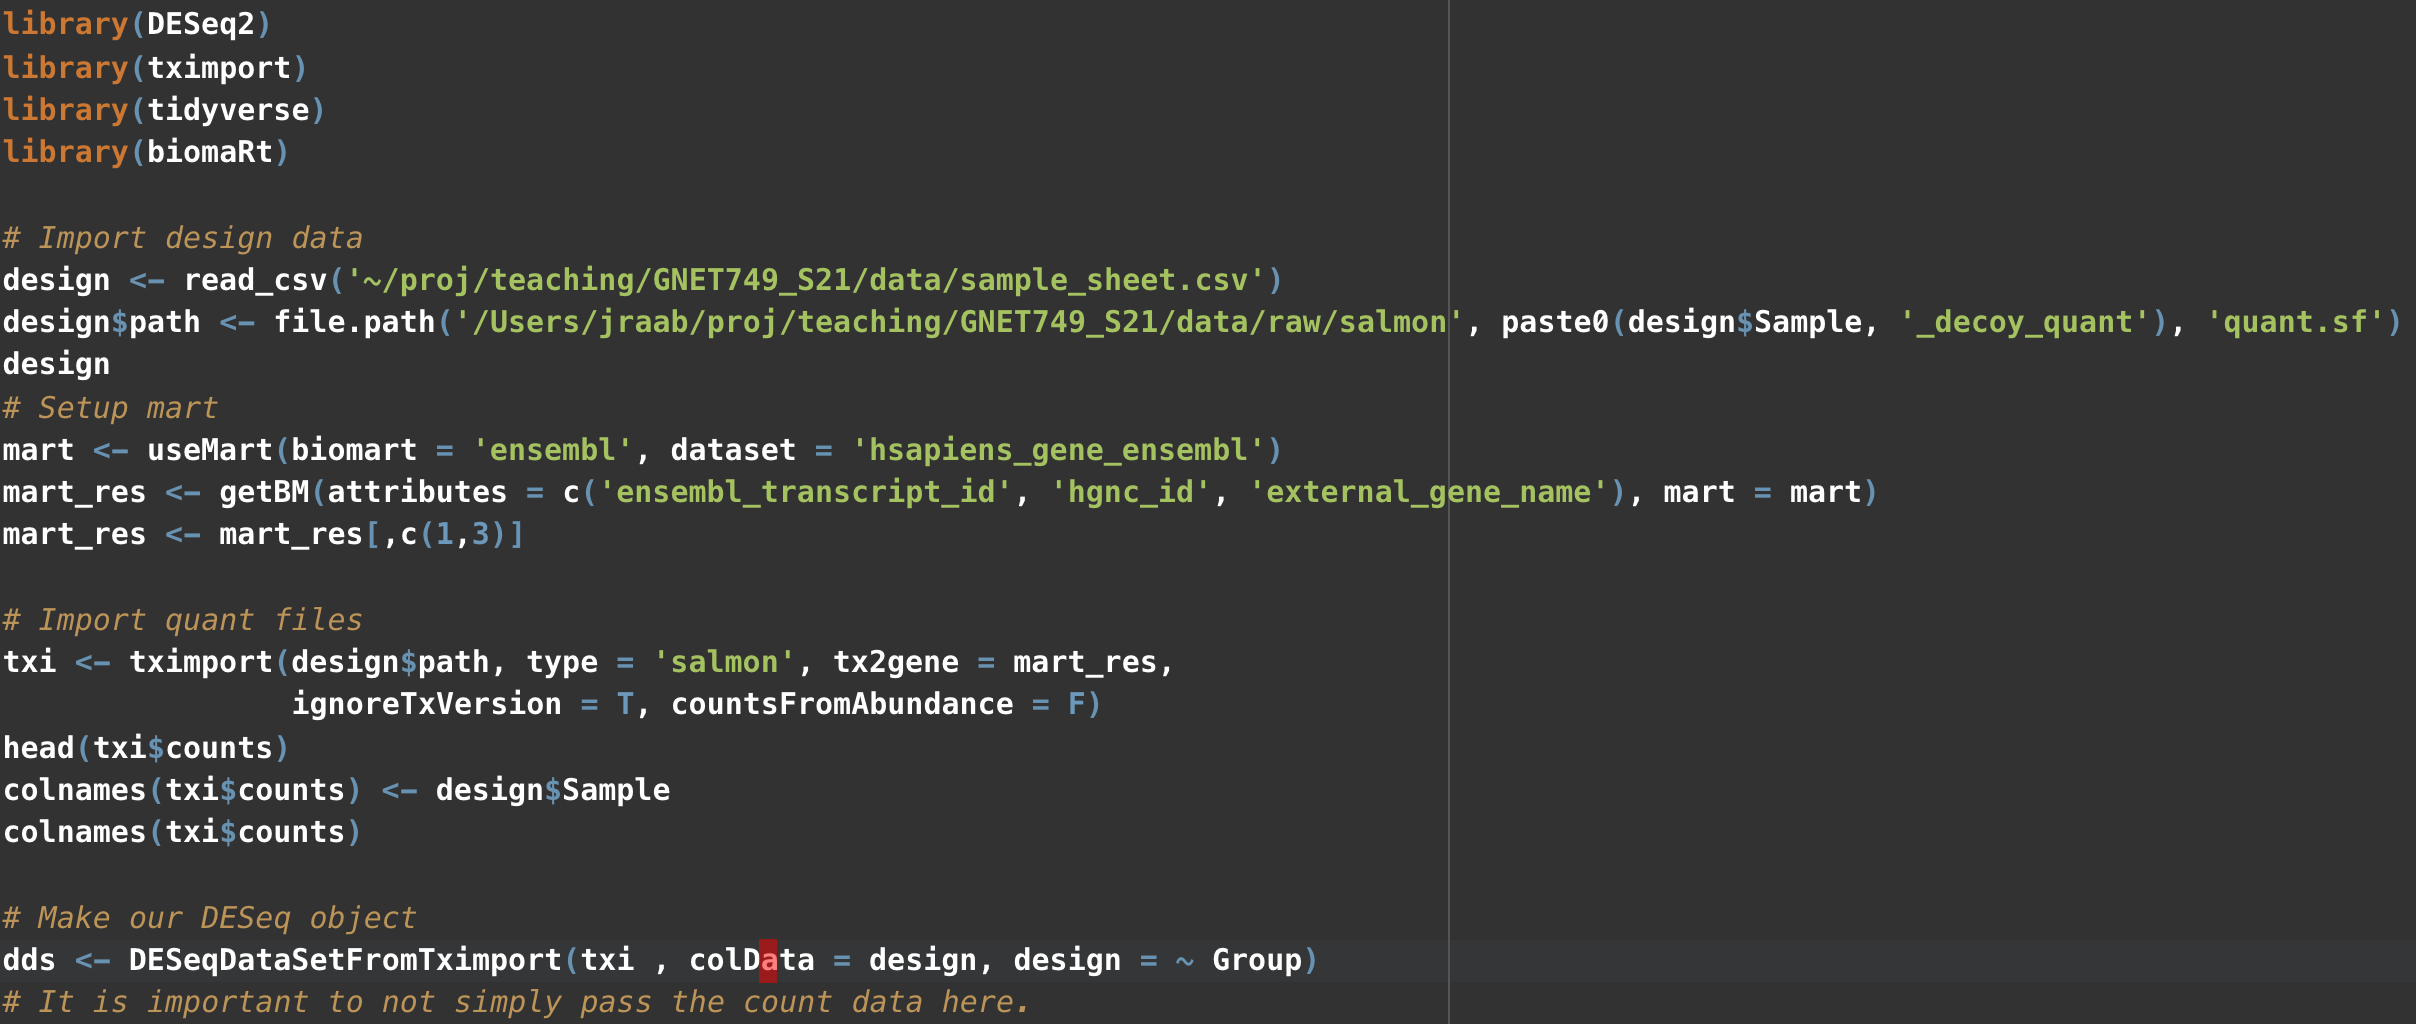 library(DESeq2)
library(tximport)
library(tidyverse)
library(biomaRt)

# Import design data
design <- read_csv('~/proj/teaching/GNET749_S21/data/sample_sheet.csv')
design$path <- file.path('/Users/jraab/proj/teaching/GNET749_S21/data/raw/salmon', paste0(design$Sample, '_decoy_quant'), 'quant.sf')
design
# Setup mart
mart <- useMart(biomart = 'ensembl', dataset = 'hsapiens_gene_ensembl')
mart_res <- getBM(attributes = c('ensembl_transcript_id', 'hgnc_id', 'external_gene_name'), mart = mart)
mart_res <- mart_res[,c(1,3)]

# Import quant files
txi <- tximport(design$path, type = 'salmon', tx2gene = mart_res,
                ignoreTxVersion = T, countsFromAbundance = F)
head(txi$counts)
colnames(txi$counts) <- design$Sample
colnames(txi$counts)

# Make our DESeq object
dds <- DESeqDataSetFromTximport(txi , colData = design, design = ~ Group)
# It is important to not simply pass the count data here.